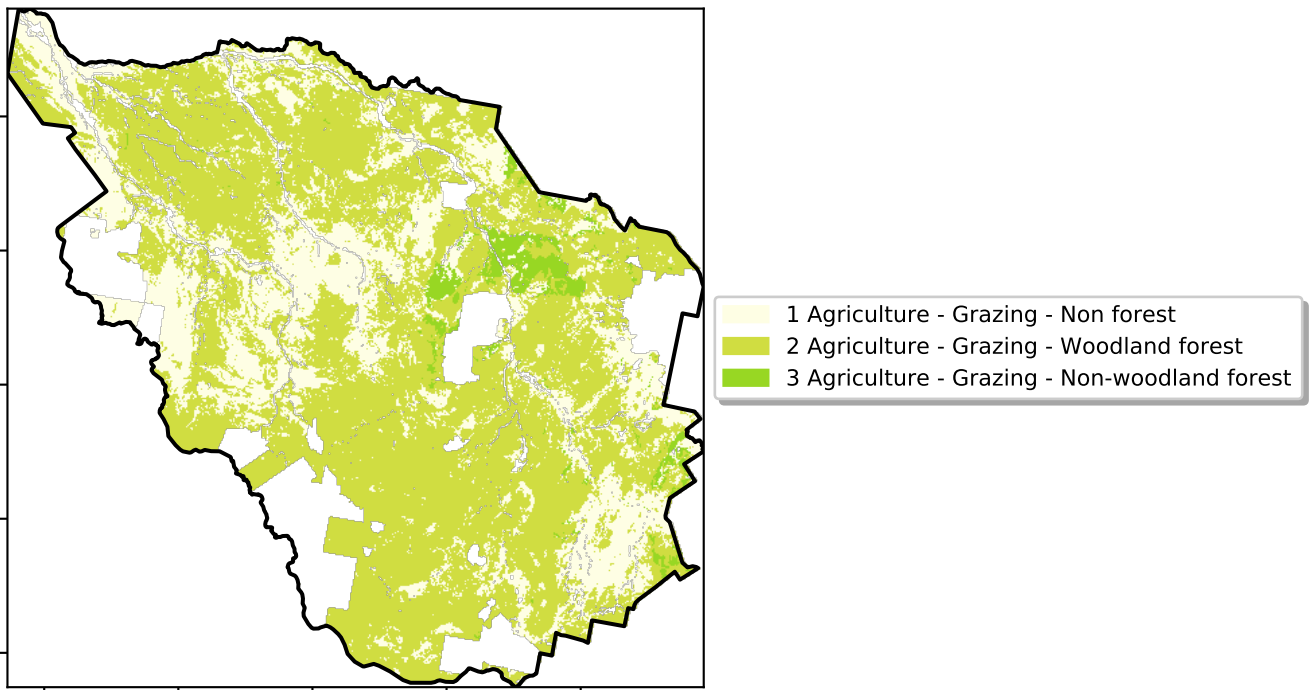 1 Agriculture - Grazing - Non forest
2 Agriculture - Grazing - Woodland forest
3 Agriculture - Grazing - Non-woodland forest